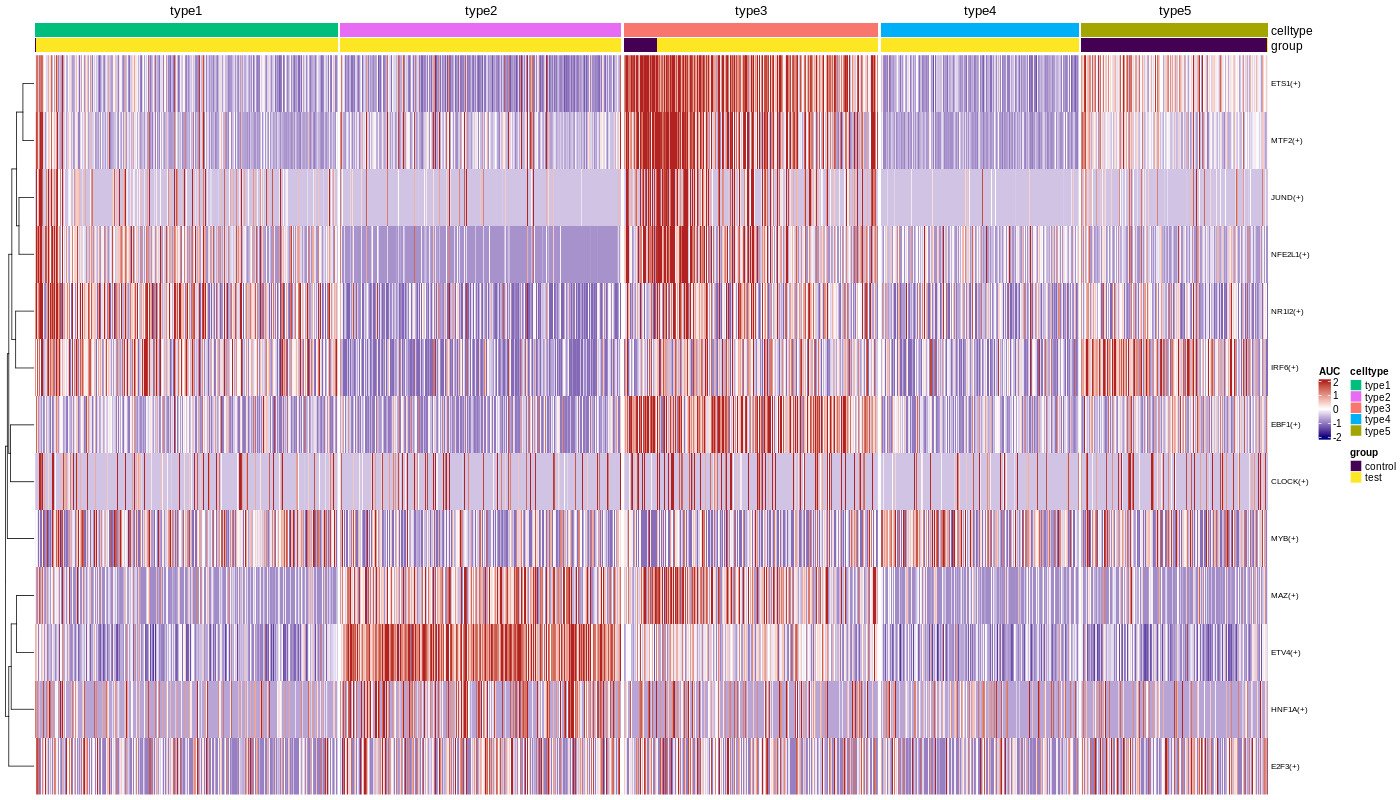 type1 type2 type3 type4 type5
celltype
group
ETS1(+)
MTF2(+)
JUND(+)
NFE2L1(+)
NR1I2(+)
IRF6(+)
EBF1(+)
CLOCK(+)
MYB(+)
MAZ(+)
ETV4(+)
HNF1A(+)
E2F3(+)
AUC
2
1
0
-1
-2
celltype
type1
type2
type3
type4
type5
group
control
test